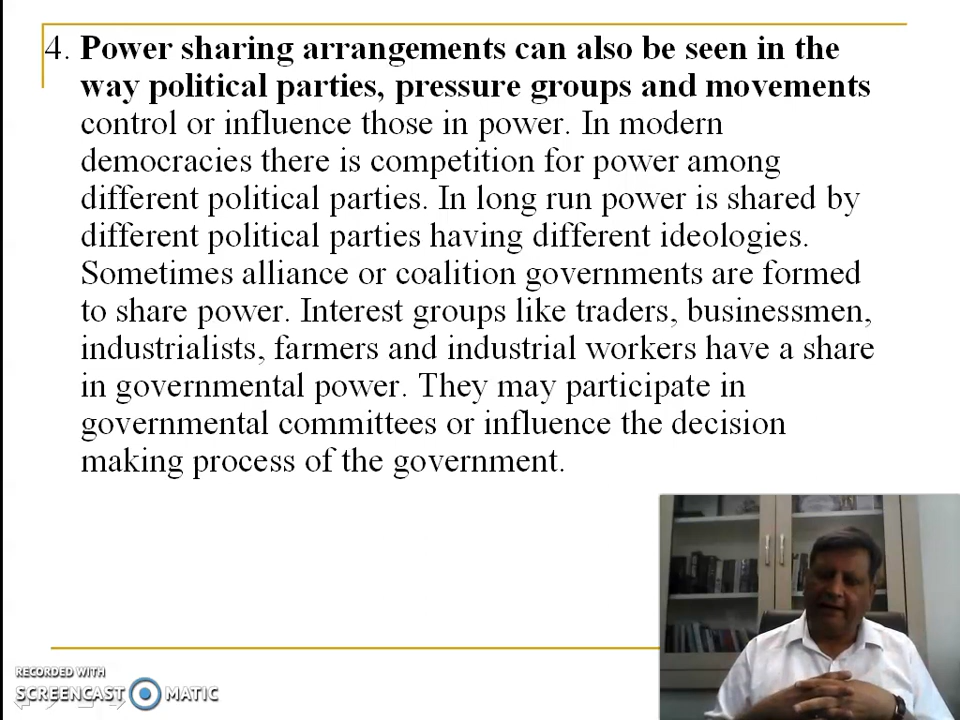 4. Power sharing arrangements can also be seen in the
way political parties, pressure groups and movements
control or influence those in power. In modern
democracies there is competition for power among
different political parties. In long run power is shared by
different political parties having different ideologies.
Sometimes alliance or coalition governments are formed
to share power. Interest groups like traders, businessmen,
industrialists, farmers and industrial workers have a share
in governmental power. They may participate in
governmental committees or influence the decision
making process of the government.
RECORDED WITH
SCREENCAST MATIC